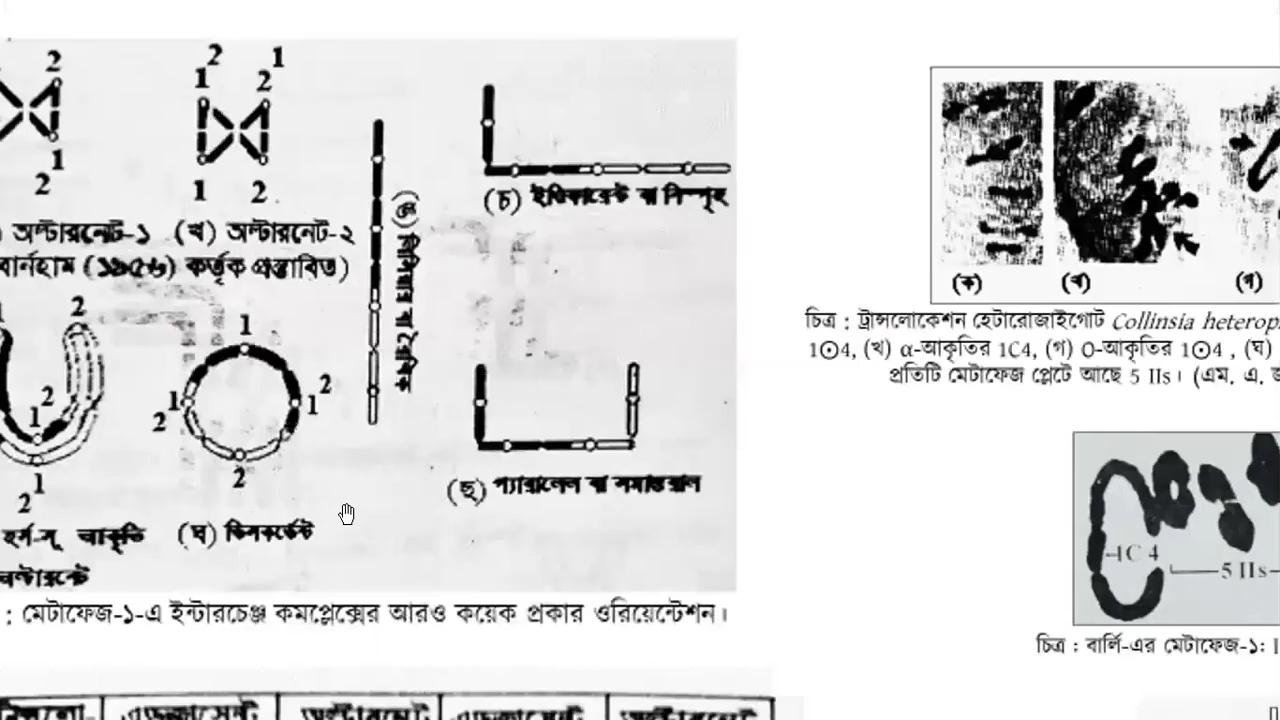 2
1
2
2 1
1 2
1 2
অল্টারনেট-১ (খ) অল্টারনেট-২
বার্নহাম (১৯৫৬) কর্তৃক প্রস্তাবিত)
(ঙ) লিনিয়ার বা রৈখিক
(চ) ইন্ডিফারেন্ট বা নিস্পৃহ
2
1 2
1
2
1
1 2
1 2
2
হর্স-সু আকৃতি (ঘ) ডিসকর্ডেন্ট
(ছ) প্যারালেল বা সমান্তরাল
: মেটাফেজ-১-এ ইন্টারচেঞ্জ কমপ্লেক্সের আরও কয়েক প্রকার ওরিয়েন্টেশন।
এডজাসেন্ট অল্টারনেট এডজাসেন্ট অল্টারনেট
(ক) (খ) (গ)
চিত্র : ট্রান্সলোকেশন হেটারোজাইগোট Collinsia heterop
1⊙4, (খ) α-আকৃতির 1C4, (গ) O-আকৃতির 1⊙4 , (ঘ)
প্রতিটি মেটাফেজ প্লেটে আছে 5 IIs। (এম. এ.
1C 4
5 IIs
চিত্র : বার্লি-এর মেটাফেজ-১: I